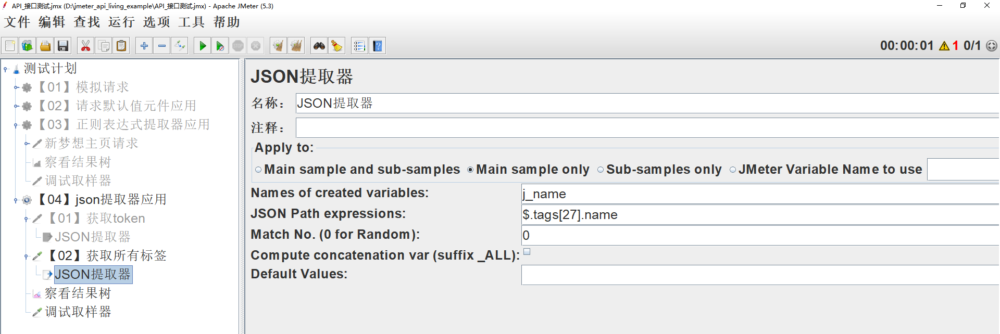 API_接口测试.jmx (D:\jmeter_api_living_example\API_接口测试.jmx) - Apache JMeter (5.3)
文件 编辑 查找 运行 选项 工具 帮助
STOP
00:00:01 1 0/1
测试计划
【01】模拟请求
【02】请求默认值元件应用
【03】正则表达式提取器应用
新梦想主页请求
察看结果树
调试取样器
【04】json提取器应用
【01】获取token
JSON提取器
【02】获取所有标签
JSON提取器
察看结果树
调试取样器
JSON提取器
名称： JSON提取器
注释：
Apply to:
Main sample and sub-samples Main sample only Sub-samples only JMeter Variable Name to use
Names of created variables: j_name
JSON Path expressions: $.tags[27].name
Match No. (0 for Random): 0
Compute concatenation var (suffix _ALL):
Default Values: